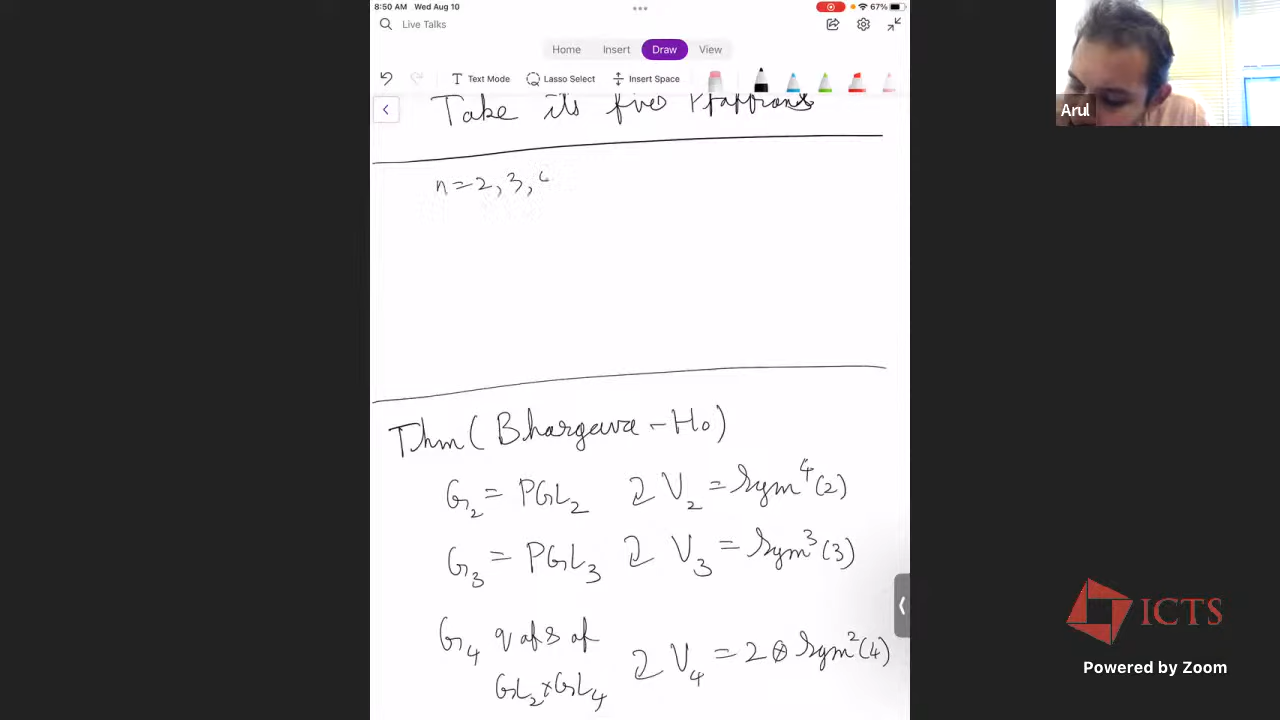 8:50 AM Wed Aug 10
67%
Live Talks
Home Insert Draw View
Text Mode Lasso Select Insert Space
Arul
Take its five Pfaffians
n=2, 3,
Thm (Bhargava - Ho)
G₂ = PGL₂ V₂ = Sym⁴(2)
G₃ = PGL₃ V₃ = Sym³(3)
G₄ q of s of
GL₂×GL₄ V₄ = 2⊗Sym²(4)
ICTS
Powered by Zoom